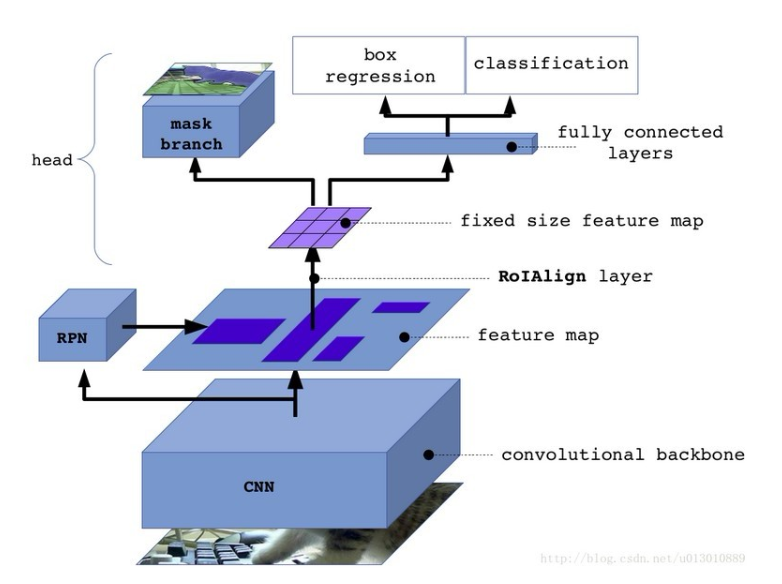 box
regression
classification
mask
branch
fully connected
layers
head
fixed size feature map
RoIAlign layer
RPN
feature map
convolutional backbone
CNN
http://blog.csdn.net/u013010889